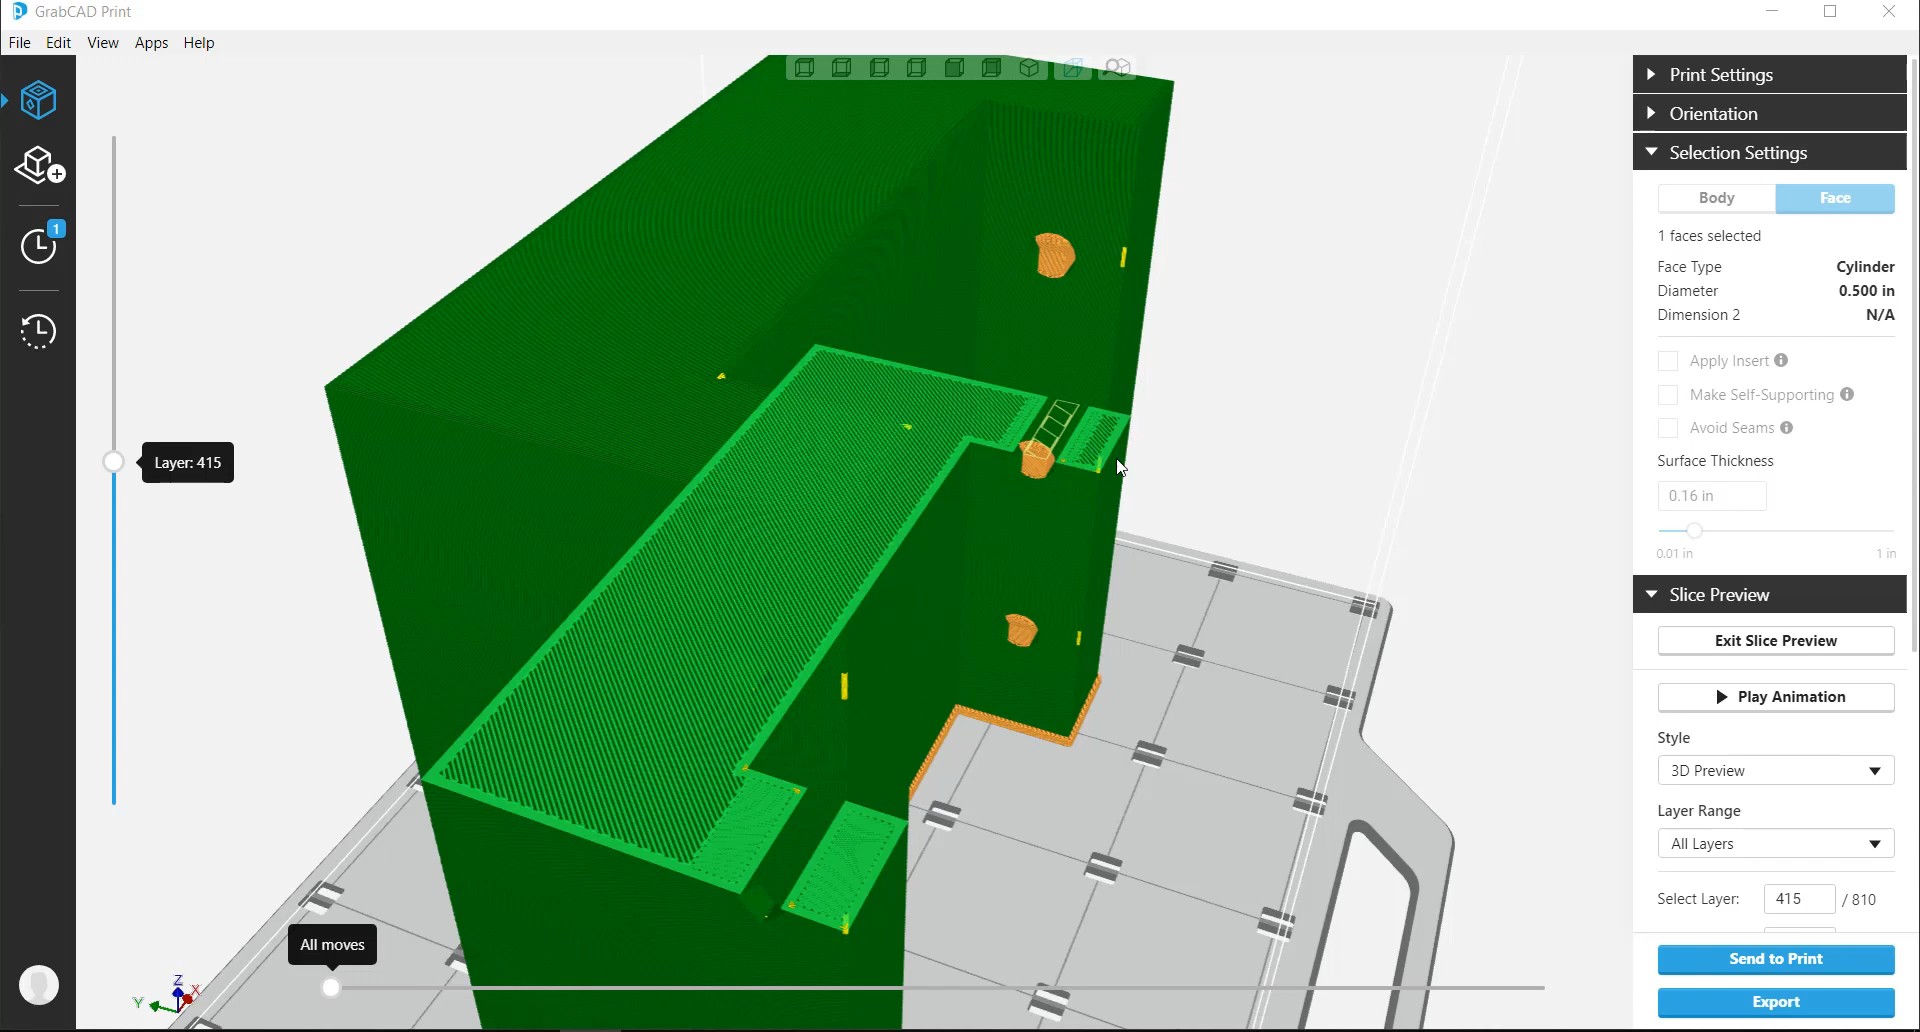 GrabCAD Print
File Edit View Apps Help
1
Layer: 415
All moves
Z
X
Y
Print Settings
Orientation
Selection Settings
Body Face
1 faces selected
Face Type Cylinder
Diameter 0.500 in
Dimension 2 N/A
Apply Insert
Make Self-Supporting
Avoid Seams
Surface Thickness
0.16 in
0.01 in 1 in
Slice Preview
Exit Slice Preview
Play Animation
Style
3D Preview
Layer Range
All Layers
Select Layer: 415 / 810
Send to Print
Export